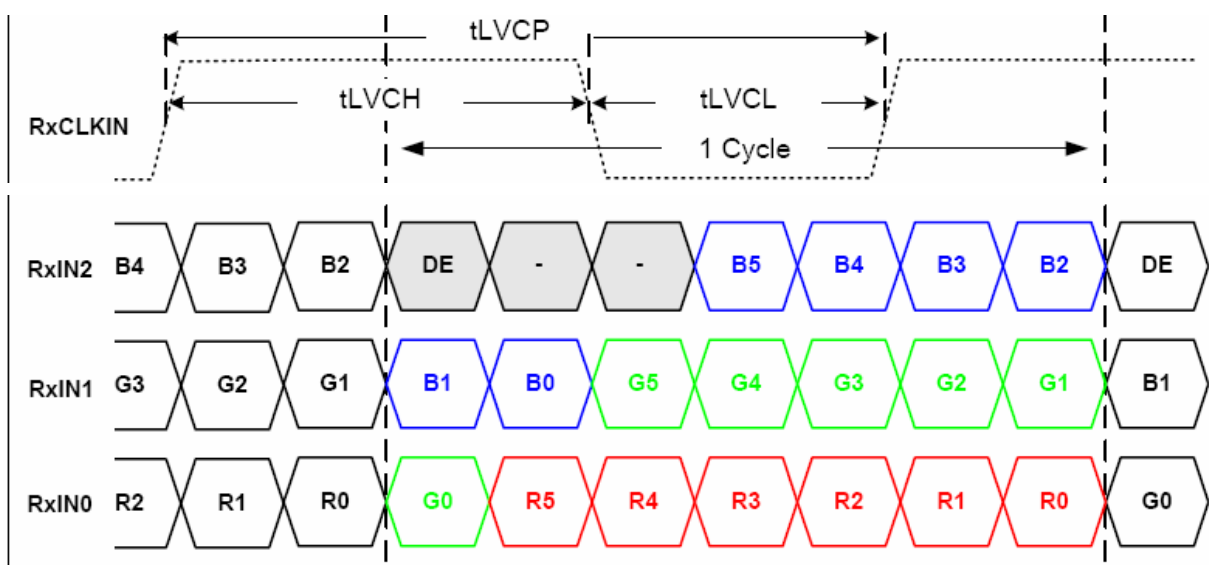 tLVCP
tLVCH tLVCL
RxCLKIN
1 Cycle
RxIN2 B4 B3 B2 DE - - B5 B4 B3 B2 DE
RxIN1 G3 G2 G1 B1 B0 G5 G4 G3 G2 G1 B1
RxIN0 R2 R1 R0 G0 R5 R4 R3 R2 R1 R0 G0